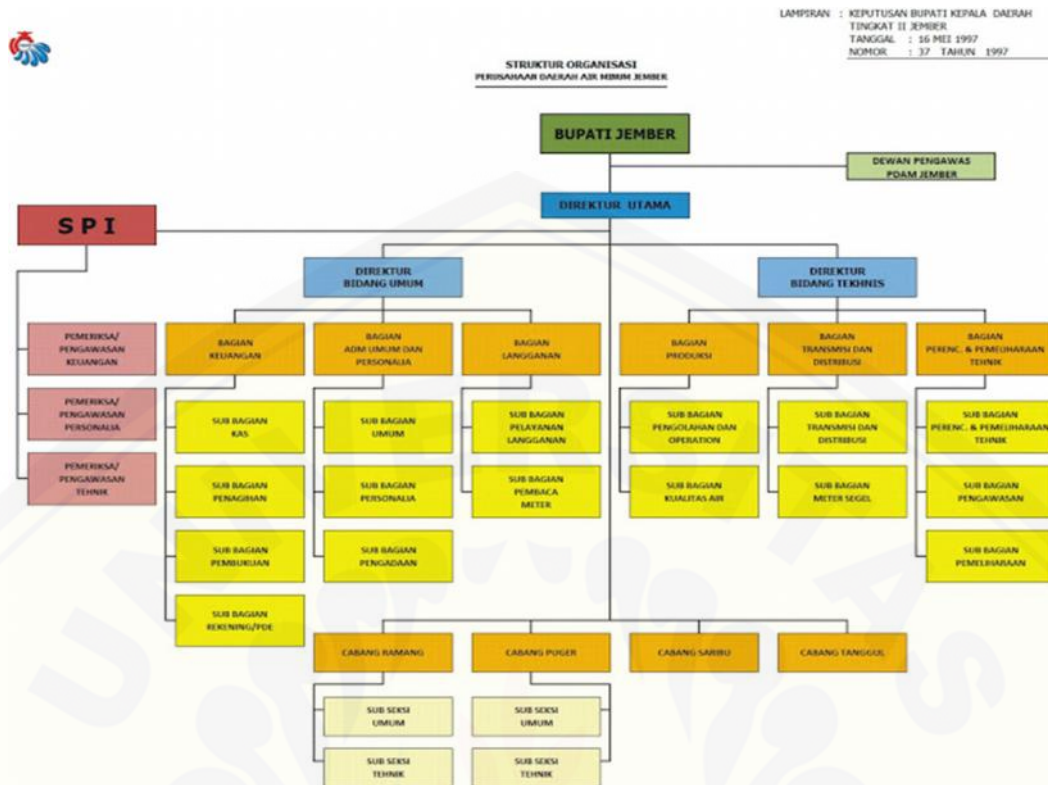 LAMPIRAN : KEPUTUSAN BUPATI KEPALA DAERAH
TINGKAT II JEMBER
TANGGAL : 16 MEI 1997
NOMOR : 37 TAHUN 1997
STRUKTUR ORGANISASI
PERUSAHAAN DAERAH AIR MINUM JEMBER
BUPATI JEMBER
DEWAN PENGAWAS
PDAM JEMBER
DIREKTUR UTAMA
S P I
DIREKTUR
BIDANG UMUM
DIREKTUR
BIDANG TEKHNIS
PEMERIKSA/
PENGAWASAN
KEUANGAN
BAGIAN
KEUANGAN
BAGIAN
ADM UMUM DAN
PERSONALIA
BAGIAN
LANGGANAN
BAGIAN
PRODUKSI
BAGIAN
TRANSMISI DAN
DISTRIBUSI
BAGIAN
PERENC. & PEMELIHARAAN
TEHNIK
PEMERIKSA/
PENGAWASAN
PERSONALIA
SUB BAGIAN
KAS
SUB BAGIAN
UMUM
SUB BAGIAN
PELAYANAN
LANGGANAN
SUB BAGIAN
PENGOLAHAN DAN
OPERATION
SUB BAGIAN
TRANSMISI DAN
DISTRIBUSI
SUB BAGIAN
PERENC. & PEMELIHARAAN
TEHNIK
PEMERIKSA/
PENGAWASAN
TEHNIK
SUB BAGIAN
PENAGIHAN
SUB BAGIAN
PERSONALIA
SUB BAGIAN
PEMBACA
METER
SUB BAGIAN
KUALITAS AIR
SUB BAGIAN
METER SEGEL
SUB BAGIAN
PENGAWASAN
SUB BAGIAN
PEMBUKUAN
SUB BAGIAN
PENGADAAN
SUB BAGIAN
PEMELIHARAAN
SUB BAGIAN
REKENING/PDE
CABANG RAMANG
CABANG PUGER
CABANG SARIBU
CABANG TANGGUL
SUB SEKSI
UMUM
SUB SEKSI
UMUM
SUB SEKSI
TEHNIK
SUB SEKSI
TEHNIK
UNIVERSITAS